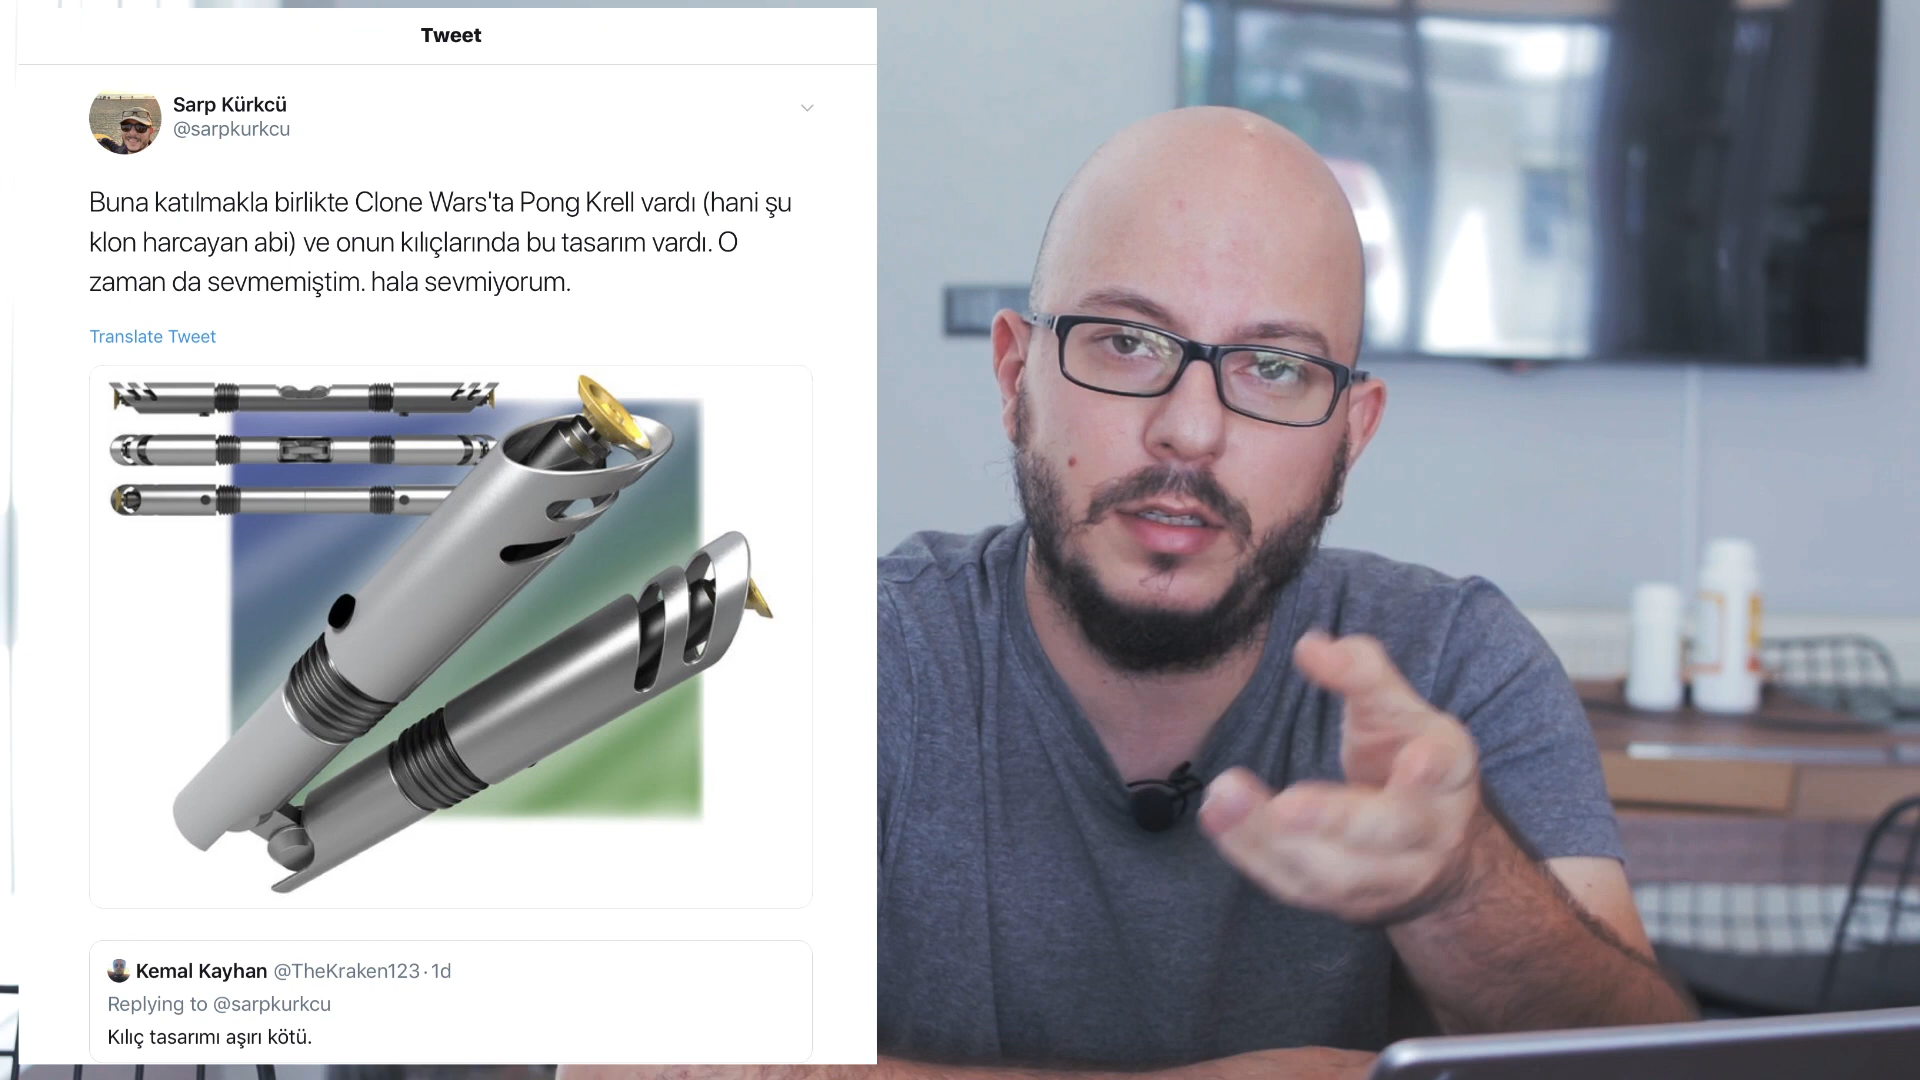 Tweet
Sarp Kürkcü
@sarpkurkcu
Buna katılmakla birlikte Clone Wars'ta Pong Krell vardı (hani şu
klon harcayan abi) ve onun kılıçlarında bu tasarım vardı. O
zaman da sevmemiştim. hala sevmiyorum.
Translate Tweet
Kemal Kayhan @TheKraken123 · 1d
Replying to @sarpkurkcu
Kılıç tasarımı aşırı kötü.